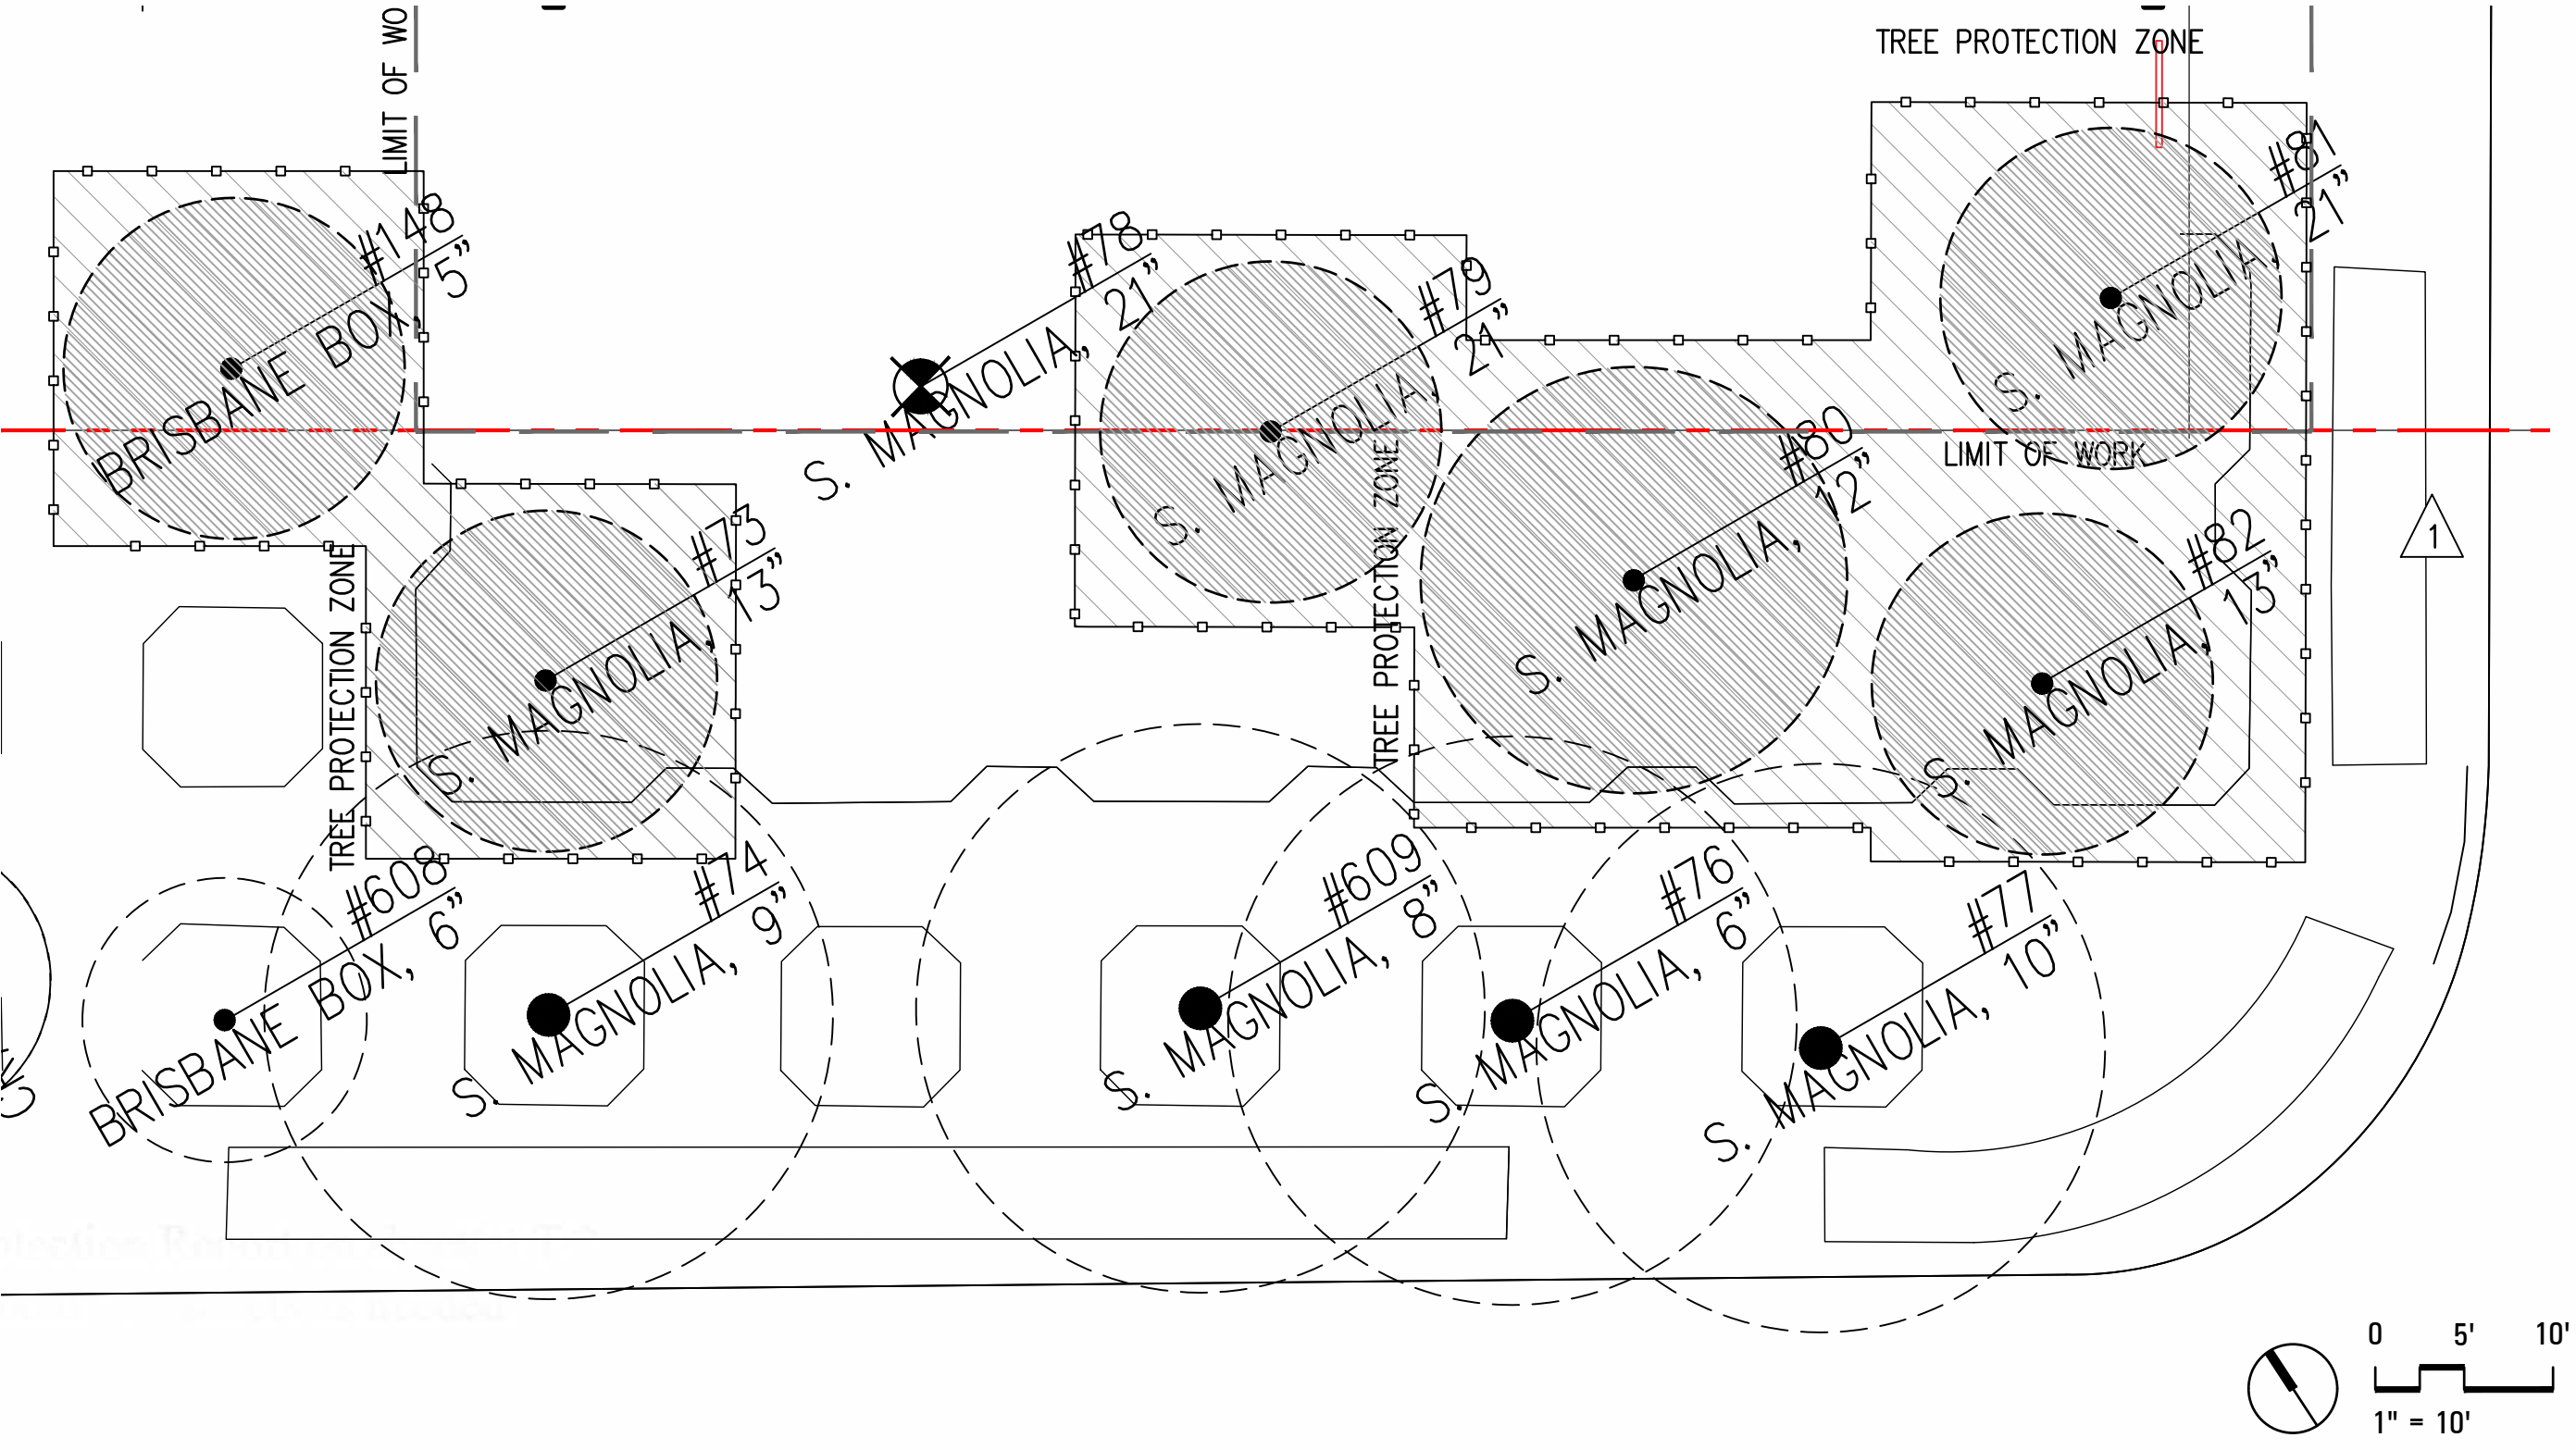 LIMIT OF WO
TREE PROTECTION ZONE
#148
BRISBANE BOX, 5”
#78
S. MAGNOLIA, 21”
#79
S. MAGNOLIA, 21”
#81
S. MAGNOLIA, 21”
#80
S. MAGNOLIA, 12”
LIMIT OF WORK
#73
S. MAGNOLIA, 13”
#82
S. MAGNOLIA, 13”
1
TREE PROTECTION ZONE
TREE PROTECTION ZONE
#608
BRISBANE BOX, 6”
#74
S. MAGNOLIA, 9”
#609
S. MAGNOLIA, 8”
#76
S. MAGNOLIA, 6”
#77
S. MAGNOLIA, 10”
needed
0 5' 10'
1" = 10'